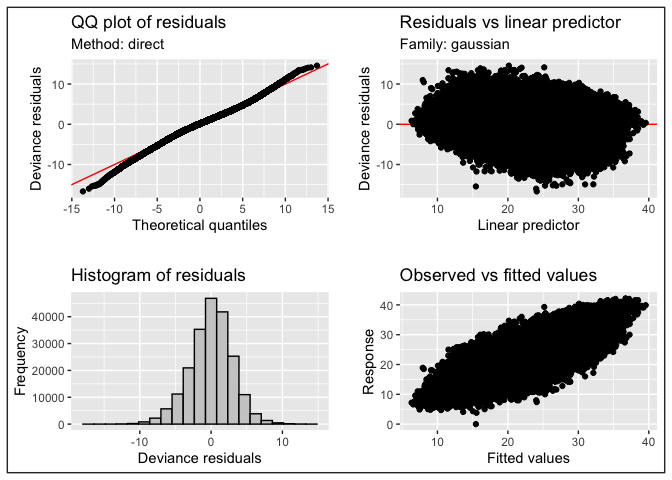 QQ plot of residuals
Method: direct
Deviance residuals
10
0
-10
-15
-10
-5
0
5
10
15
Theoretical quantiles
Residuals vs linear predictor
Family: gaussian
Deviance residuals
10
0
-10
10
20
30
40
Linear predictor
Histogram of residuals
Frequency
40000
30000
20000
10000
0
-10
0
10
Deviance residuals
Observed vs fitted values
Response
40
30
20
10
0
10
20
30
40
Fitted values